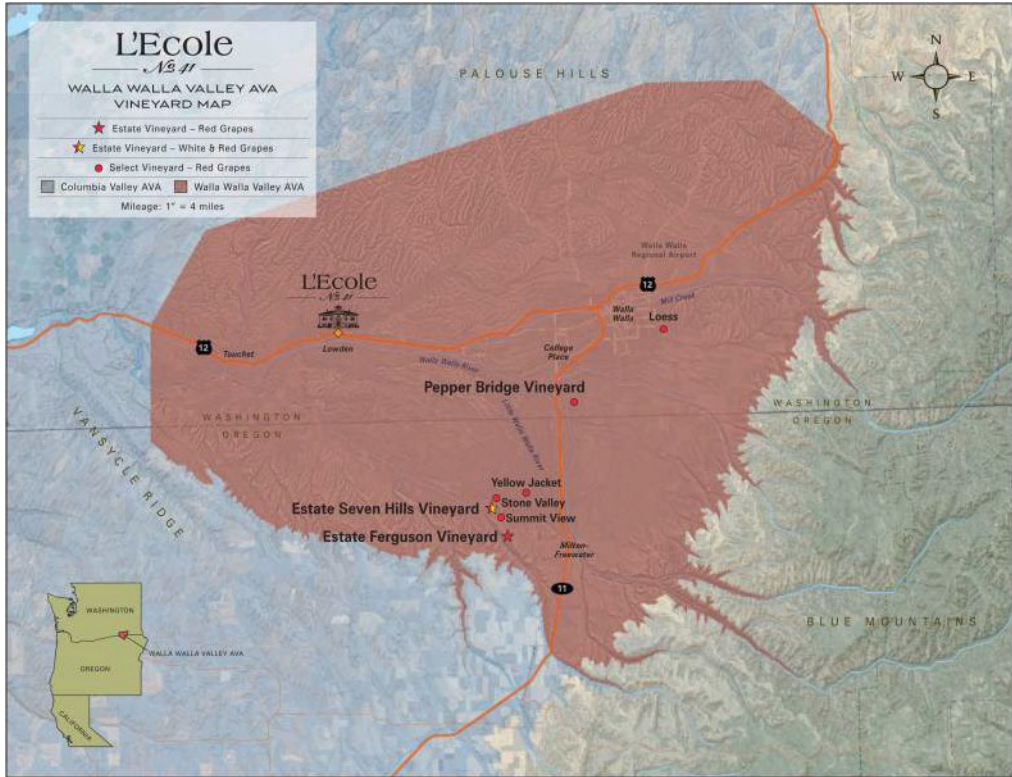 L'Ecole
No 41
WALLA WALLA VALLEY AVA
VINEYARD MAP
Estate Vineyard – Red Grapes
Estate Vineyard – White & Red Grapes
Select Vineyard – Red Grapes
Columbia Valley AVA Walla Walla Valley AVA
Mileage: 1" = 4 miles
N
W E
S
PALOUSE HILLS
Walla Walla
Regional Airport
12
Mill Creek
L'Ecole
No 41
Walla
Walla
Loess
12
Touchet
Lowden
College
Place
Walla Walla River
Pepper Bridge Vineyard
VANSYCLE RIDGE
WASHINGTON
OREGON
WASHINGTON
OREGON
Little Walla Walla River
Yellow Jacket
Stone Valley
Estate Seven Hills Vineyard
Summit View
Estate Ferguson Vineyard
Milton-
Freewater
11
BLUE MOUNTAINS
WASHINGTON
WALLA WALLA VALLEY AVA
OREGON
CALIFORNIA